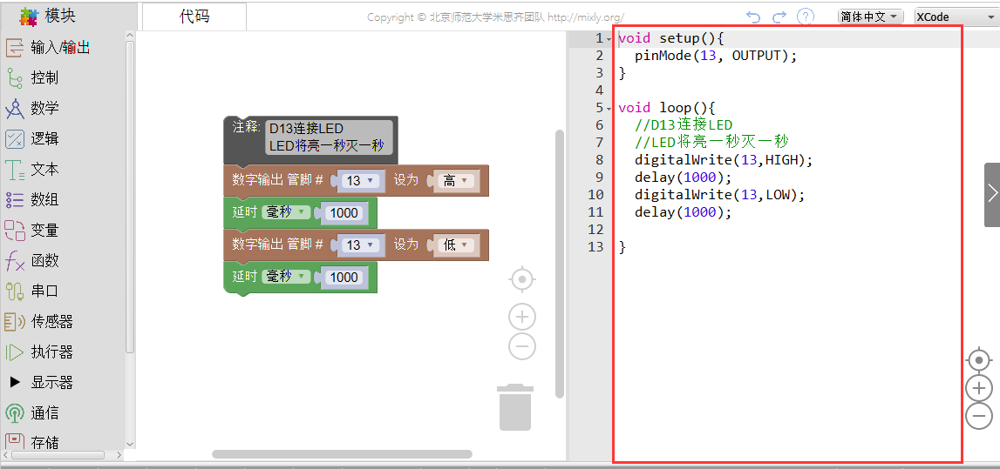 模块
代码
Copyright © 北京师范大学米思齐团队 http://mixly.org/
简体中文
XCode
输入/输出
控制
数学
逻辑
文本
数组
变量
函数
串口
传感器
执行器
显示器
通信
存储
注释: D13连接LED
LED将亮一秒灭一秒
数字输出 管脚 # 13 设为 高
延时 毫秒 1000
数字输出 管脚 # 13 设为 低
延时 毫秒 1000
1 void setup(){
2 pinMode(13, OUTPUT);
3 }
4
5 void loop(){
6 //D13连接LED
7 //LED将亮一秒灭一秒
8 digitalWrite(13,HIGH);
9 delay(1000);
10 digitalWrite(13,LOW);
11 delay(1000);
12
13 }